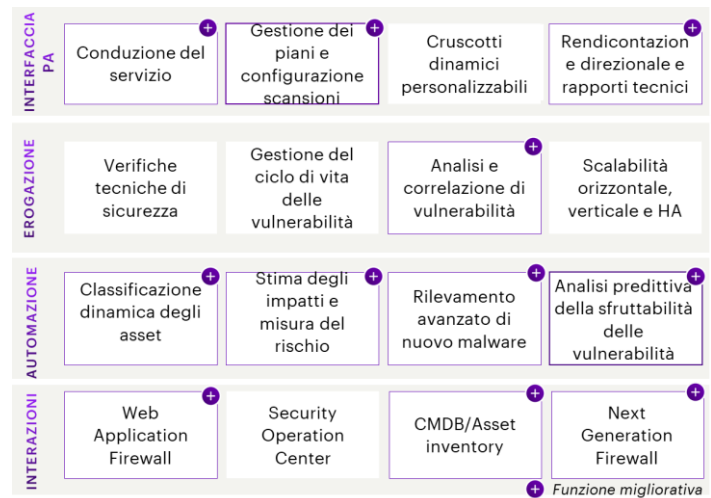 INTERFACCIA
PA
Conduzione del
servizio
Gestione dei
piani e
configurazione
scansioni
Cruscotti
dinamici
personalizzabili
Rendicontazion
e direzionale e
rapporti tecnici
EROGAZIONE
Verifiche
tecniche di
sicurezza
Gestione del
ciclo di vita
delle
vulnerabilità
Analisi e
correlazione di
vulnerabilità
Scalabilità
orizzontale,
verticale e HA
AUTOMAZIONE
Classificazione
dinamica degli
asset
Stima degli
impatti e
misura del
rischio
Rilevamento
avanzato di
nuovo malware
Analisi predittiva
della sfruttabilità
delle
vulnerabilità
INTERAZIONI
Web
Application
Firewall
Security
Operation
Center
CMDB/Asset
inventory
Next
Generation
Firewall
Funzione migliorativa